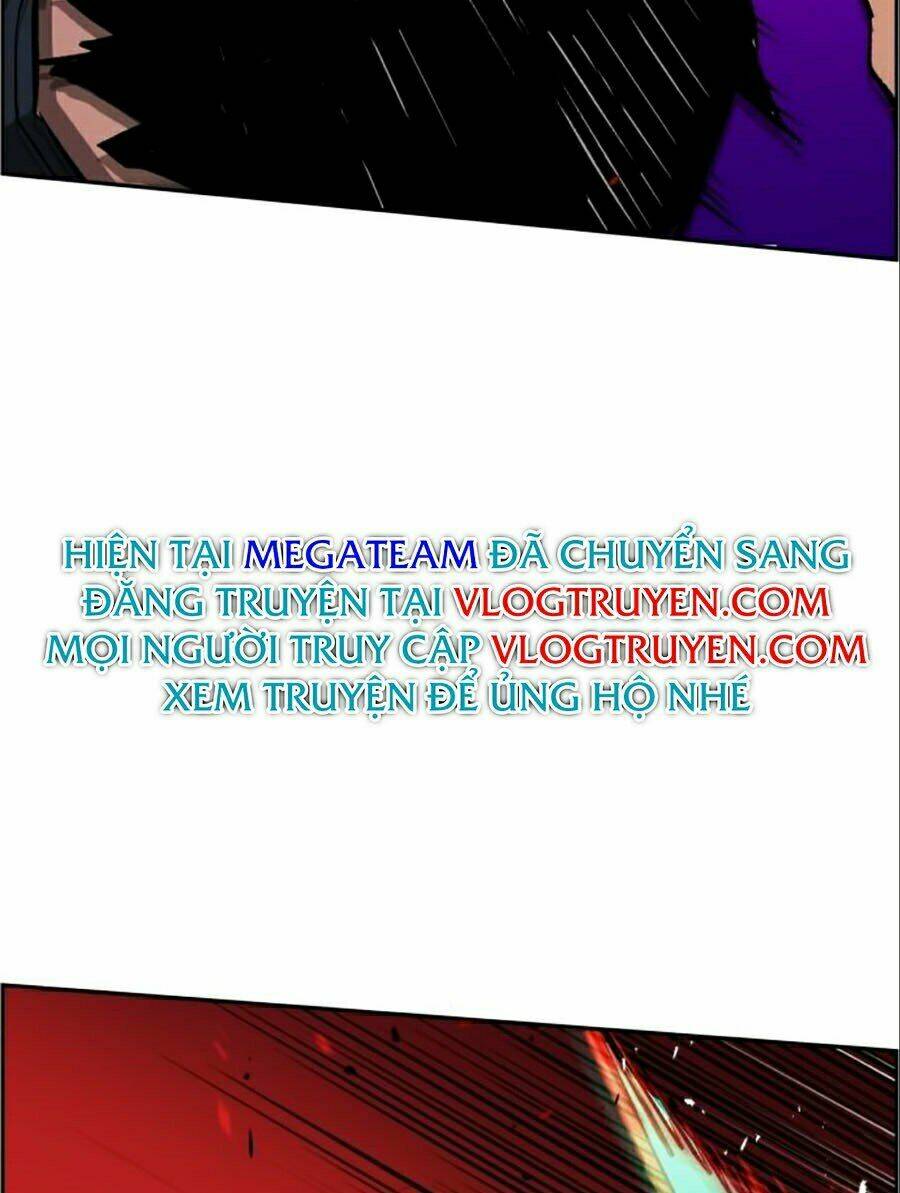 HIỆN TẠI MEGATEAM ĐÃ CHUYỂN SANG
ĐĂNG TRUYỆN TẠI VLOGTRUYEN.COM
MỌI NGƯỜI TRUY CẬP VLOGTRUYEN.COM
XEM TRUYỆN ĐỂ ỦNG HỘ NHÉ